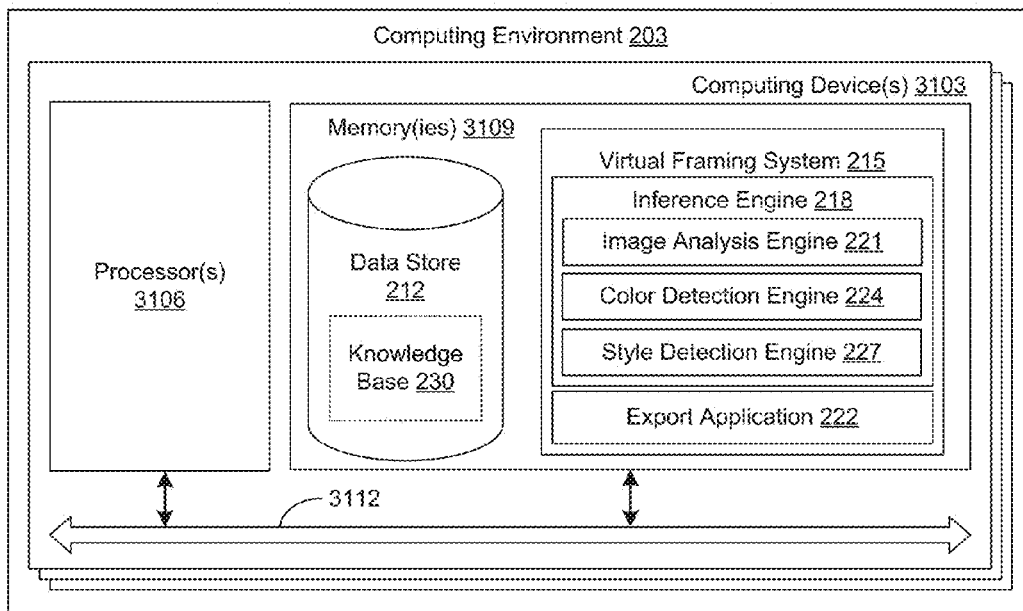 Computing Environment 203
Computing Device(s) 3103
Processor(s)
3106
Memory(ies) 3109
Data Store
212
Knowledge
Base 230
Virtual Framing System 215
Inference Engine 218
Image Analysis Engine 221
Color Detection Engine 224
Style Detection Engine 227
Export Application 222
3112